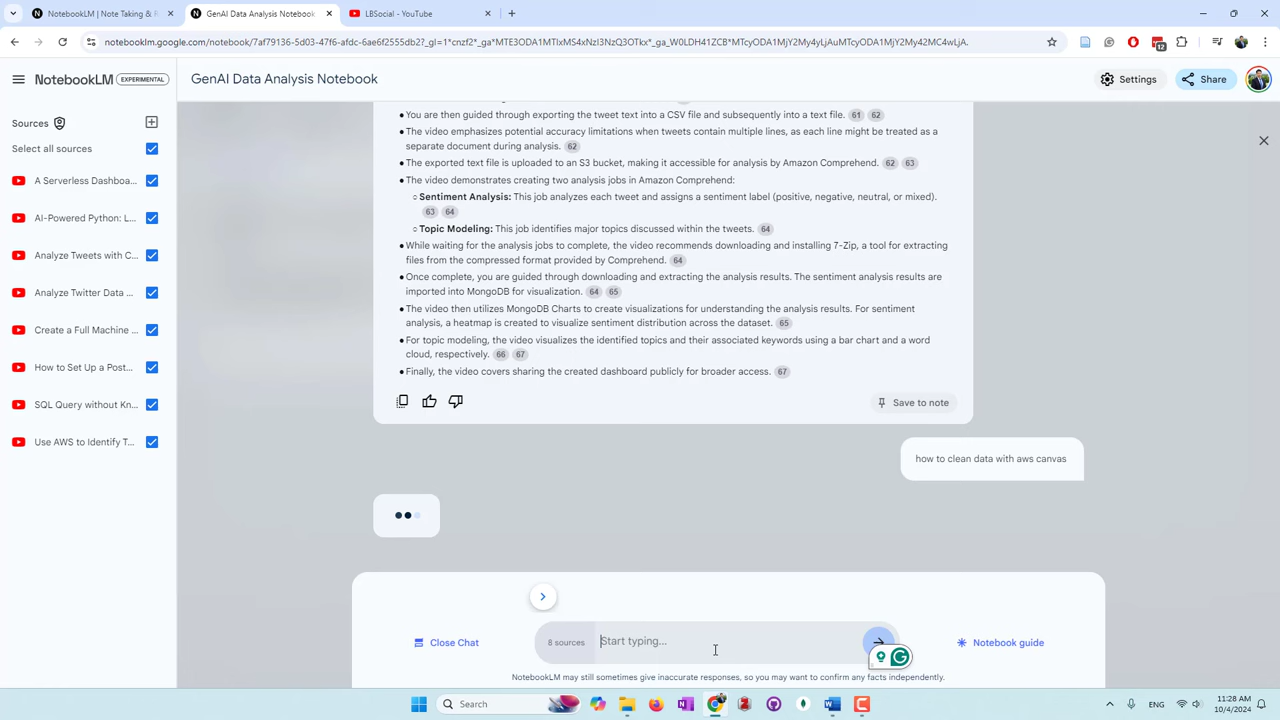 NotebookLM | Note Taking & R
GenAI Data Analysis Notebook
LBSocial - YouTube
notebooklm.google.com/notebook/7af79136-5d03-47f6-afdc-6ae6f2555db2?_gl=1*cnzf2*_ga*MTE3ODA1MTIxMS4xNzI3NzQ3OTkx*_ga_W0LDH41ZCB*MTcyODA1MjY2My4yLjAuMTcyODA1MjY2My42MC4wLjA.
NotebookLM EXPERIMENTAL
GenAI Data Analysis Notebook
Settings
Share
Sources
Select all sources
A Serverless Dashboa...
AI-Powered Python: L...
Analyze Tweets with C...
Analyze Twitter Data ...
Create a Full Machine ...
How to Set Up a Post...
SQL Query without Kn...
Use AWS to Identify T...
• You are then guided through exporting the tweet text into a CSV file and subsequently into a text file. 61 62
• The video emphasizes potential accuracy limitations when tweets contain multiple lines, as each line might be treated as a
separate document during analysis. 62
• The exported text file is uploaded to an S3 bucket, making it accessible for analysis by Amazon Comprehend. 62 63
• The video demonstrates creating two analysis jobs in Amazon Comprehend:
○ Sentiment Analysis: This job analyzes each tweet and assigns a sentiment label (positive, negative, neutral, or mixed).
63 64
○ Topic Modeling: This job identifies major topics discussed within the tweets. 64
• While waiting for the analysis jobs to complete, the video recommends downloading and installing 7-Zip, a tool for extracting
files from the compressed format provided by Comprehend. 64
• Once complete, you are guided through downloading and extracting the analysis results. The sentiment analysis results are
imported into MongoDB for visualization. 64 65
• The video then utilizes MongoDB Charts to create visualizations for understanding the analysis results. For sentiment
analysis, a heatmap is created to visualize sentiment distribution across the dataset. 65
• For topic modeling, the video visualizes the identified topics and their associated keywords using a bar chart and a word
cloud, respectively. 66 67
• Finally, the video covers sharing the created dashboard publicly for broader access. 67
Save to note
how to clean data with aws canvas
Close Chat
8 sources
Start typing...
Notebook guide
NotebookLM may still sometimes give inaccurate responses, so you may want to confirm any facts independently.
Search
ENG
11:28 AM
10/4/2024
12